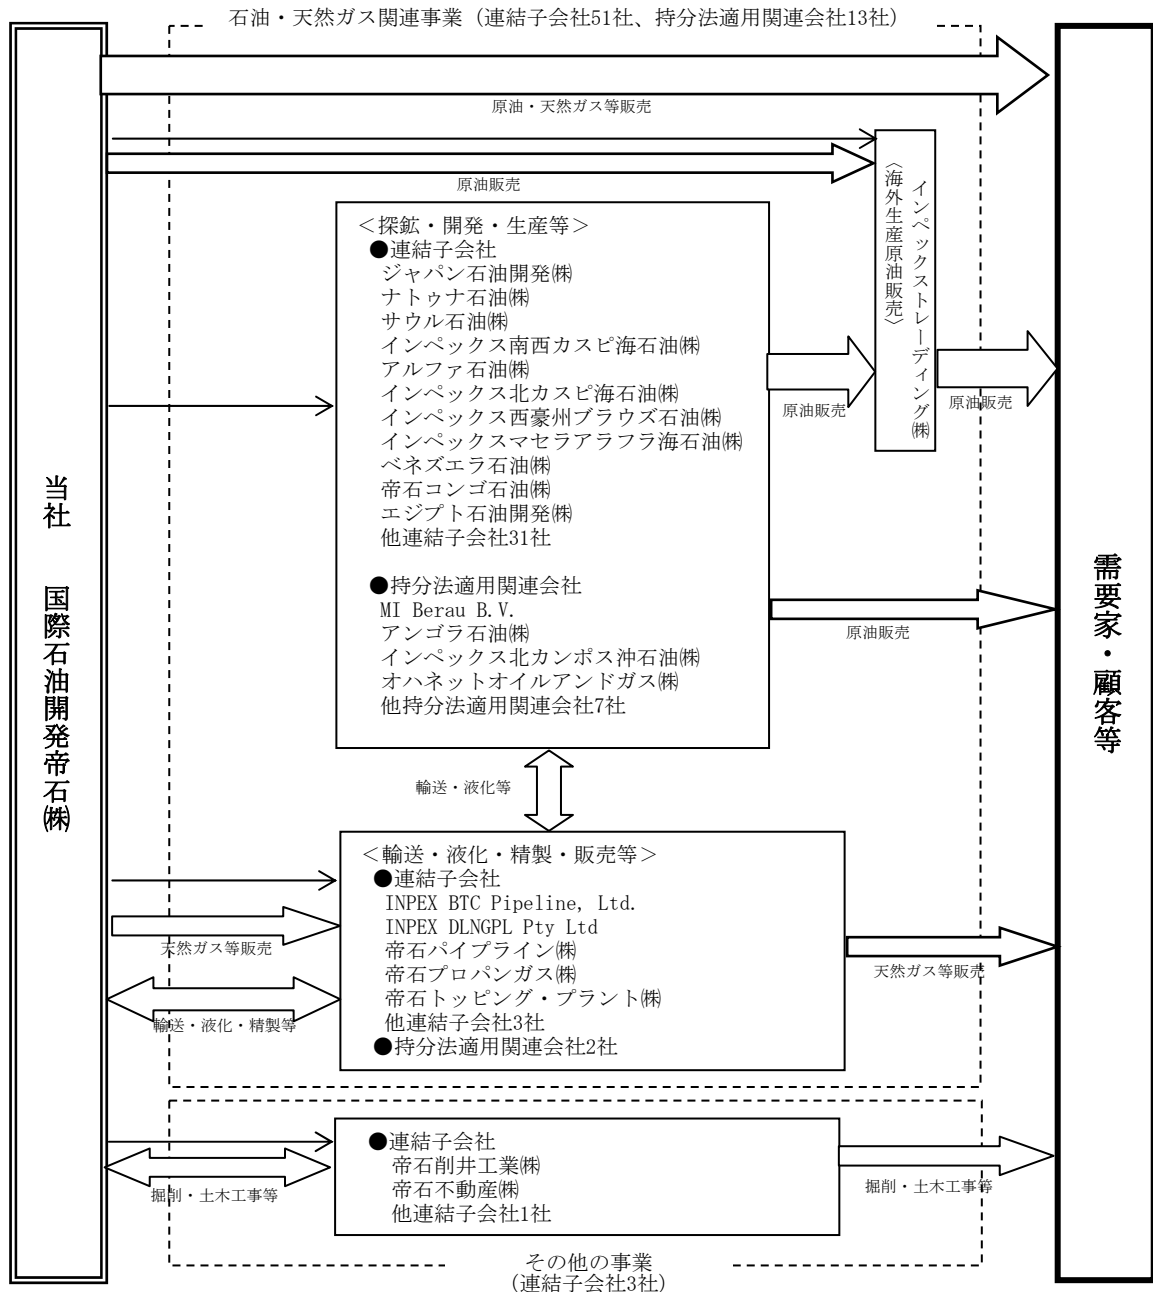 石油・天然ガス関連事業（連結子会社51社、持分法適用関連会社13社）
当社　国際石油開発帝石㈱
原油・天然ガス等販売
原油販売
インペックストレーディング㈱
〈海外生産原油販売〉
＜探鉱・開発・生産等＞
●連結子会社
ジャパン石油開発㈱
ナトゥナ石油㈱
サウル石油㈱
インペックス南西カスピ海石油㈱
アルファ石油㈱
インペックス北カスピ海石油㈱
インペックス西豪州ブラウズ石油㈱
インペックスマセラアラフラ海石油㈱
ベネズエラ石油㈱
帝石コンゴ石油㈱
エジプト石油開発㈱
他連結子会社31社
●持分法適用関連会社
MI Berau B.V.
アンゴラ石油㈱
インペックス北カンポス沖石油㈱
オハネットオイルアンドガス㈱
他持分法適用関連会社7社
原油販売
原油販売
原油販売
需要家・顧客等
輸送・液化等
＜輸送・液化・精製・販売等＞
●連結子会社
INPEX BTC Pipeline, Ltd.
INPEX DLNGPL Pty Ltd
帝石パイプライン㈱
帝石プロパンガス㈱
帝石トッピング・プラント㈱
他連結子会社3社
●持分法適用関連会社2社
天然ガス等販売
輸送・液化・精製等
天然ガス等販売
●連結子会社
帝石削井工業㈱
帝石不動産㈱
他連結子会社1社
掘削・土木工事等
掘削・土木工事等
その他の事業
（連結子会社3社）